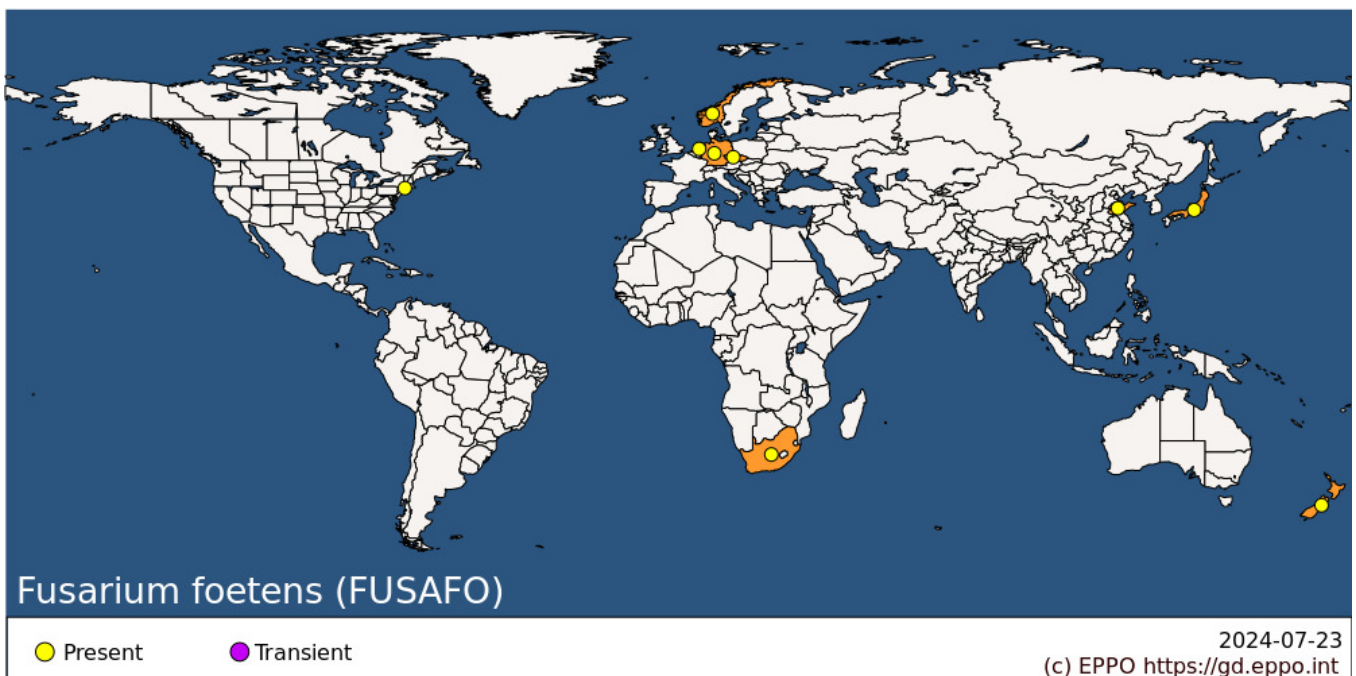 Fusarium foetens (FUSAFO)
Present
Transient
2024-07-23
(c) EPPO https://gd.eppo.int